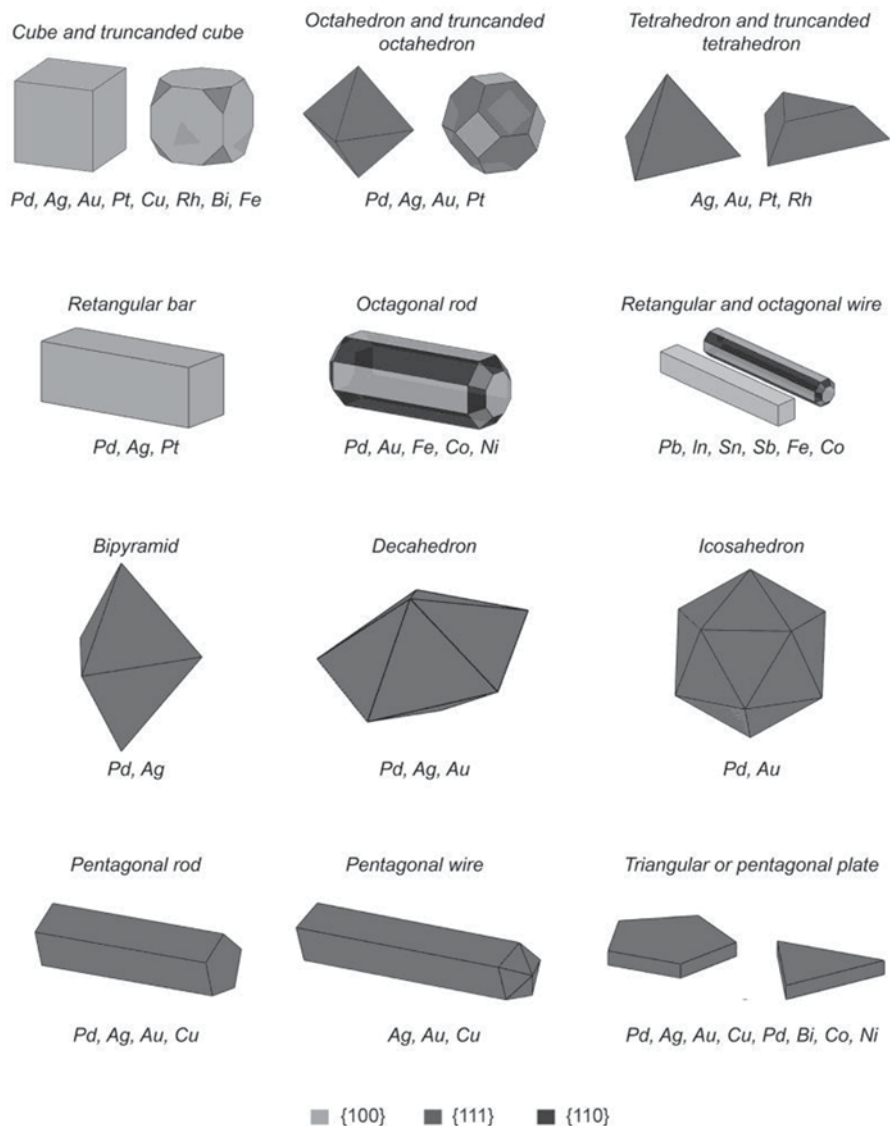 Cube and truncanded cube
Octahedron and truncanded
octahedron
Tetrahedron and truncanded
tetrahedron
Pd, Ag, Au, Pt, Cu, Rh, Bi, Fe
Pd, Ag, Au, Pt
Ag, Au, Pt, Rh
Retangular bar
Octagonal rod
Retangular and octagonal wire
Pd, Ag, Pt
Pd, Au, Fe, Co, Ni
Pb, In, Sn, Sb, Fe, Co
Bipyramid
Decahedron
Icosahedron
Pd, Ag
Pd, Ag, Au
Pd, Au
Pentagonal rod
Pentagonal wire
Triangular or pentagonal plate
Pd, Ag, Au, Cu
Ag, Au, Cu
Pd, Ag, Au, Cu, Pd, Bi, Co, Ni
{100} {111} {110}